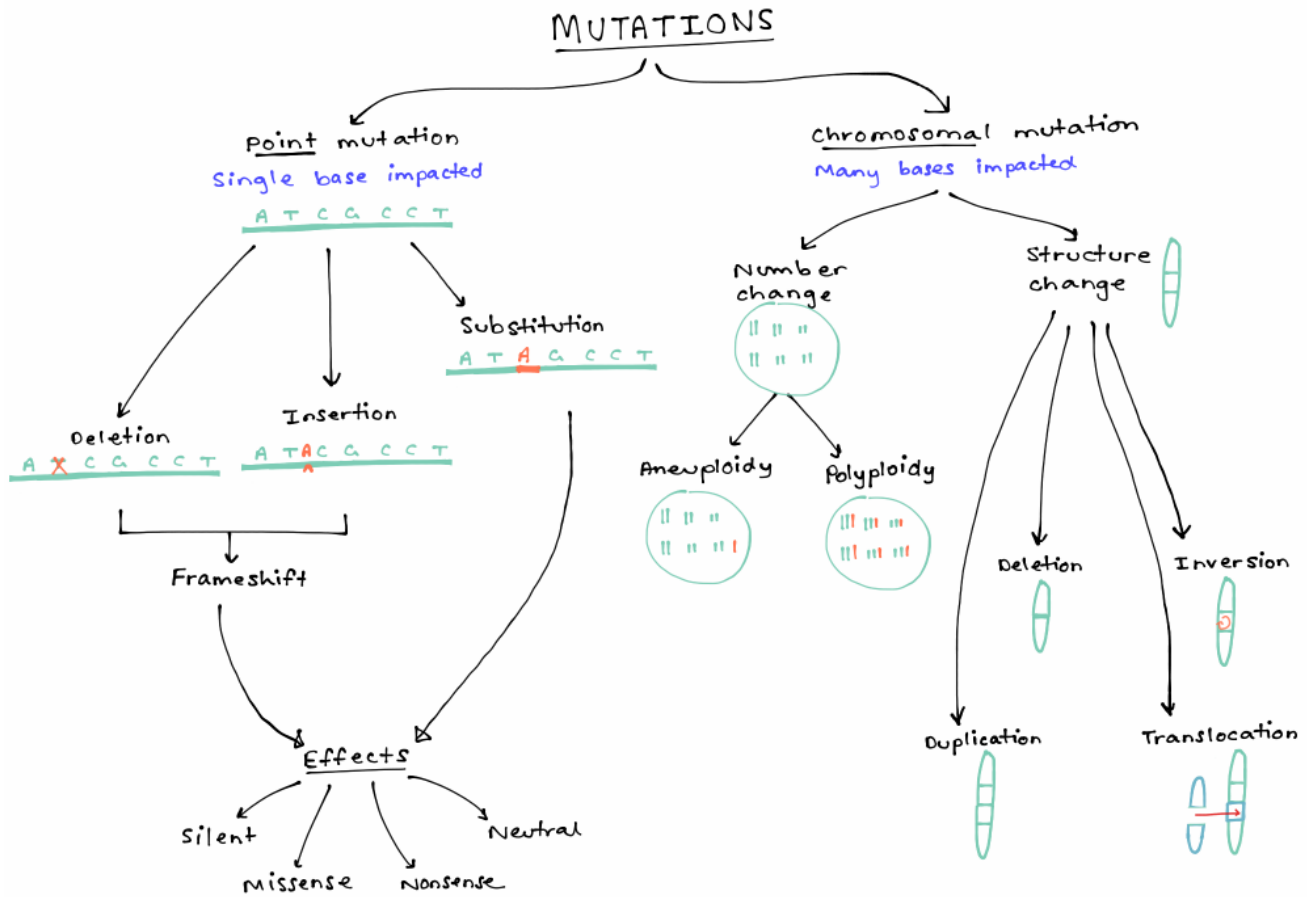 MUTATIONS
Point mutation
Single base impacted
A T C G C C T
Deletion
A T C G C C T
Insertion
A T A C G C C T
^
Substitution
A T A G C C T
Frameshift
Effects
Silent
Missense
Nonsense
Neutral
Chromosomal mutation
Many bases impacted
Number
change
Aneuploidy
Polyploidy
Structure
change
Duplication
Deletion
Translocation
Inversion